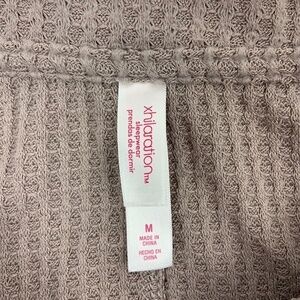 xhilaration™
sleepwear
prendas de dormir
M
MADE IN
CHINA
HECHO EN
CHINA